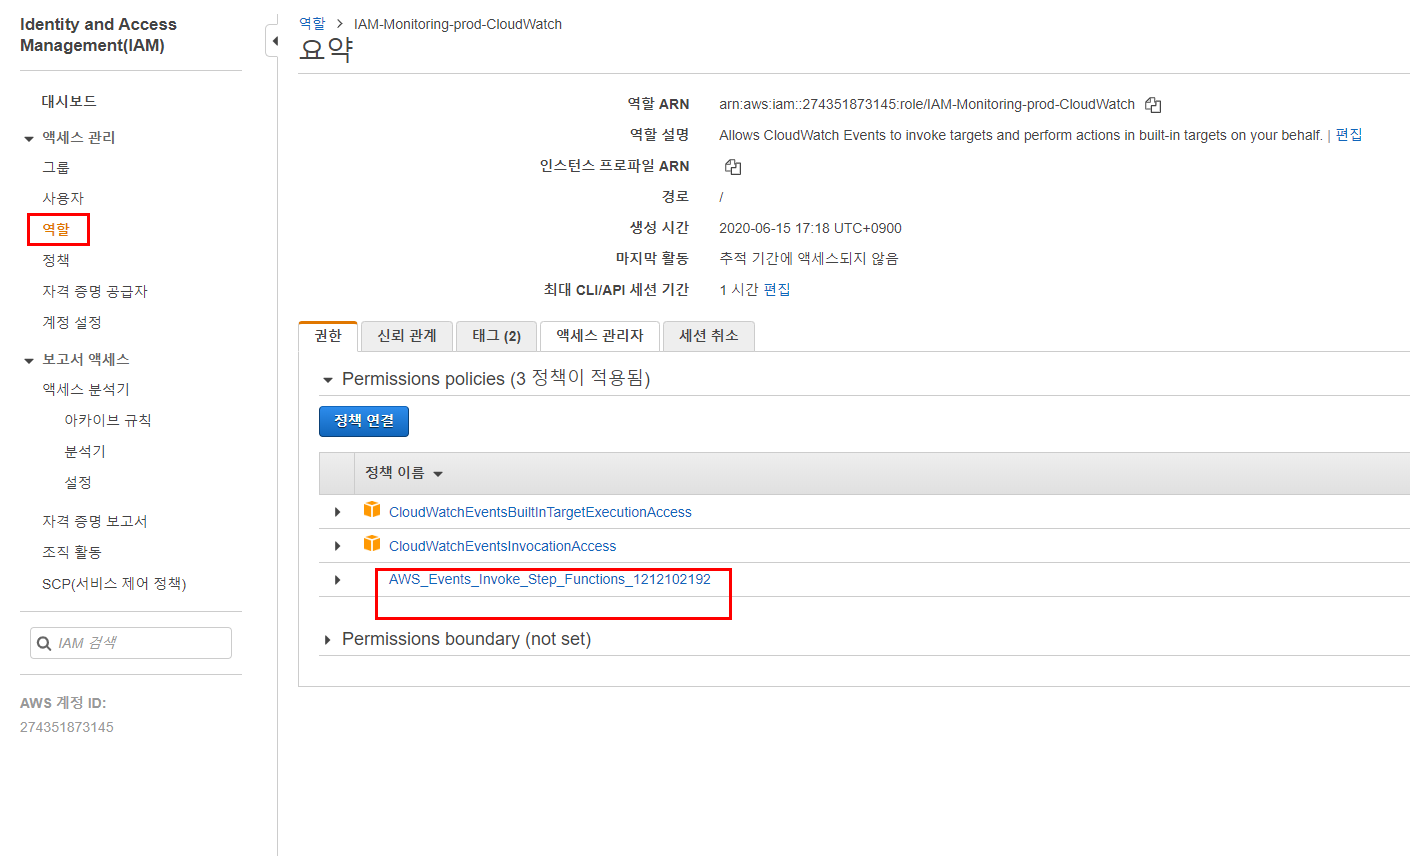 Identity and Access
Management(IAM)
대시보드
액세스 관리
그룹
사용자
역할
정책
자격 증명 공급자
계정 설정
보고서 액세스
액세스 분석기
아카이브 규칙
분석기
설정
자격 증명 보고서
조직 활동
SCP(서비스 제어 정책)
IAM 검색
AWS 계정 ID:
274351873145
역할 > IAM-Monitoring-prod-CloudWatch
요약
역할 ARN arn:aws:iam::274351873145:role/IAM-Monitoring-prod-CloudWatch
역할 설명 Allows CloudWatch Events to invoke targets and perform actions in built-in targets on your behalf. | 편집
인스턴스 프로파일 ARN
경로 /
생성 시간 2020-06-15 17:18 UTC+0900
마지막 활동 추적 기간에 액세스되지 않음
최대 CLI/API 세션 기간 1 시간 편집
권한 신뢰 관계 태그 (2) 액세스 관리자 세션 취소
Permissions policies (3 정책이 적용됨)
정책 연결
정책 이름
CloudWatchEventsBuiltInTargetExecutionAccess
CloudWatchEventsInvocationAccess
AWS_Events_Invoke_Step_Functions_1212102192
Permissions boundary (not set)